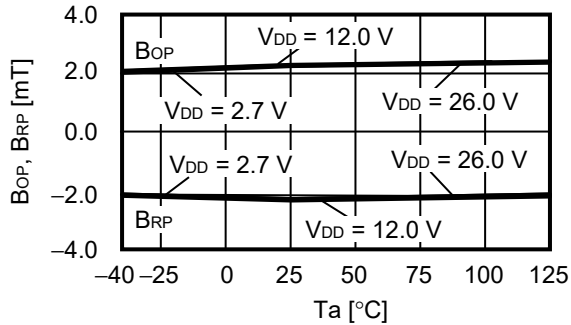 4.0
BOP
VDD = 12.0 V
2.0
VDD = 2.7 V
VDD = 26.0 V
0.0
VDD = 2.7 V
VDD = 26.0 V
−2.0
BRP
VDD = 12.0 V
−4.0
−40 −25 0 25 50 75 100 125
Ta [°C]
BOP, BRP [mT]